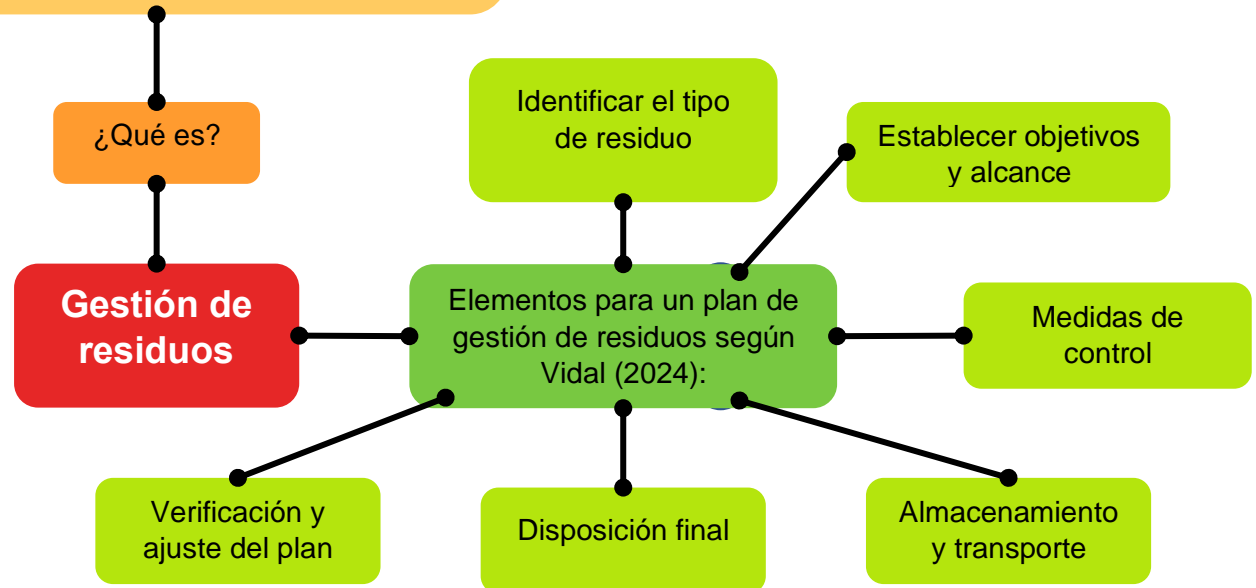 ¿Qué es?
Gestión de
residuos
Elementos para un plan de
gestión de residuos según
Vidal (2024):
Identificar el tipo
de residuo
Establecer objetivos
y alcance
Medidas de
control
Almacenamiento
y transporte
Disposición final
Verificación y
ajuste del plan